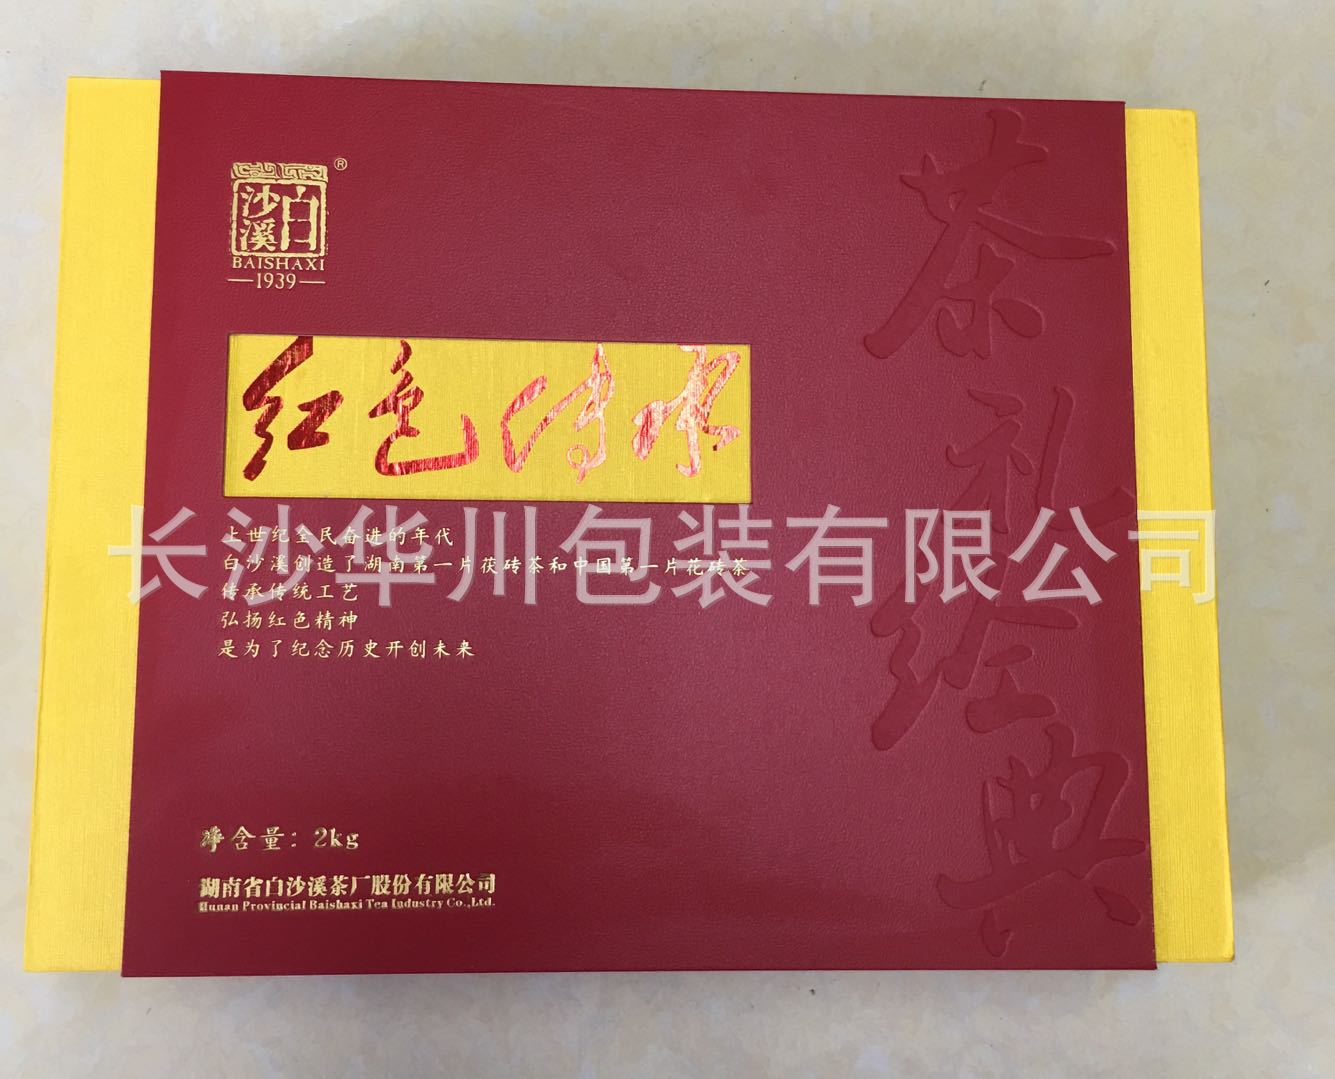 白沙溪
®
BAISHAXI
1939
红色传承
上世纪全民奋进的年代
白沙溪创造了湖南第一片茯砖茶和中国第一片花砖茶
传承传统工艺
弘扬红色精神
是为了纪念历史开创未来
净含量：2kg
湖南省白沙溪茶厂股份有限公司
Hunan Provincial Baishaxi Tea Industry Co.,Ltd.
茶礼经典
长沙华川包装有限公司